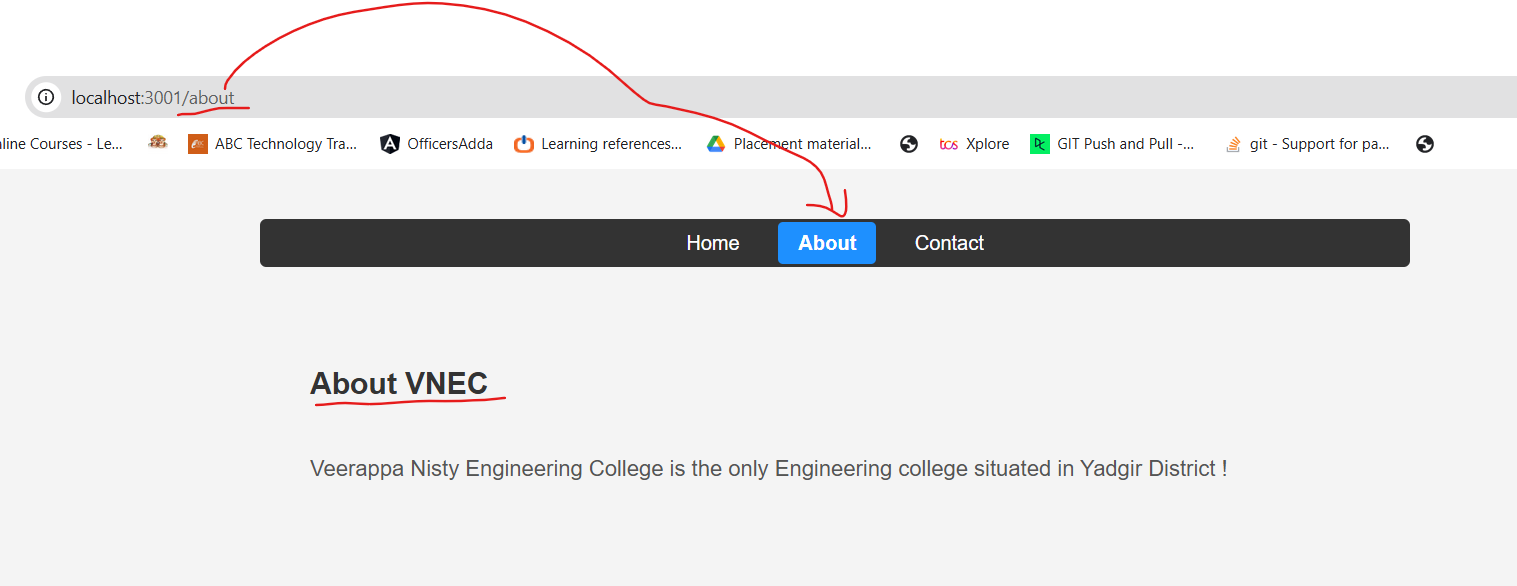 localhost:3001/about
nline Courses - Le... ABC Technology Tra... OfficersAdda Learning references... Placement material... tcs Xplore GIT Push and Pull -... git - Support for pa...
Home About Contact
About VNEC
Veerappa Nisty Engineering College is the only Engineering college situated in Yadgir District !